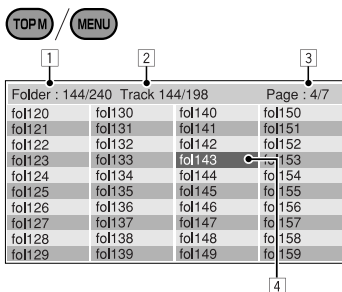 TOP M / MENU
1 2 3
Folder : 144/240 Track 144/198 Page : 4/7
fol120 fol130 fol140 fol150
fol121 fol131 fol141 fol151
fol122 fol132 fol142 fol152
fol123 fol133 fol143 fol153
fol124 fol134 fol144 fol154
fol125 fol135 fol145 fol155
fol126 fol136 fol146 fol156
fol127 fol137 fol147 fol157
fol128 fol138 fol148 fol158
fol129 fol139 fol149 fol159
4